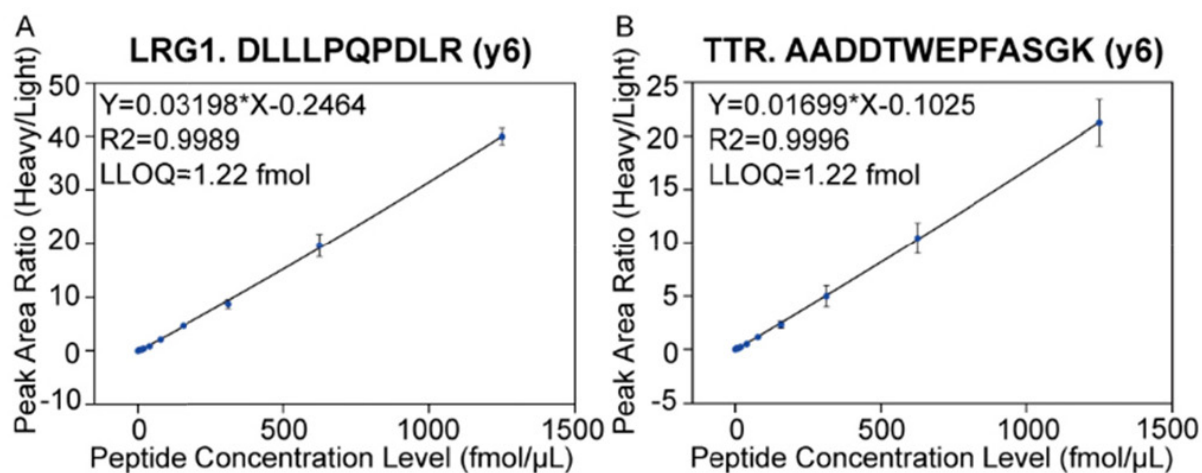 A
LRG1. DLLLPQPDLR (y6)
Y=0.03198*X-0.2464
R2=0.9989
LLOQ=1.22 fmol
Peak Area Ratio (Heavy/Light)
50
40
30
20
10
0
-10
0 500 1000 1500
Peptide Concentration Level (fmol/µL)
B
TTR. AADDTWEPFASGK (y6)
Y=0.01699*X-0.1025
R2=0.9996
LLOQ=1.22 fmol
Peak Area Ratio (Heavy/Light)
25
20
15
10
5
0
-5
0 500 1000 1500
Peptide Concentration Level (fmol/µL)